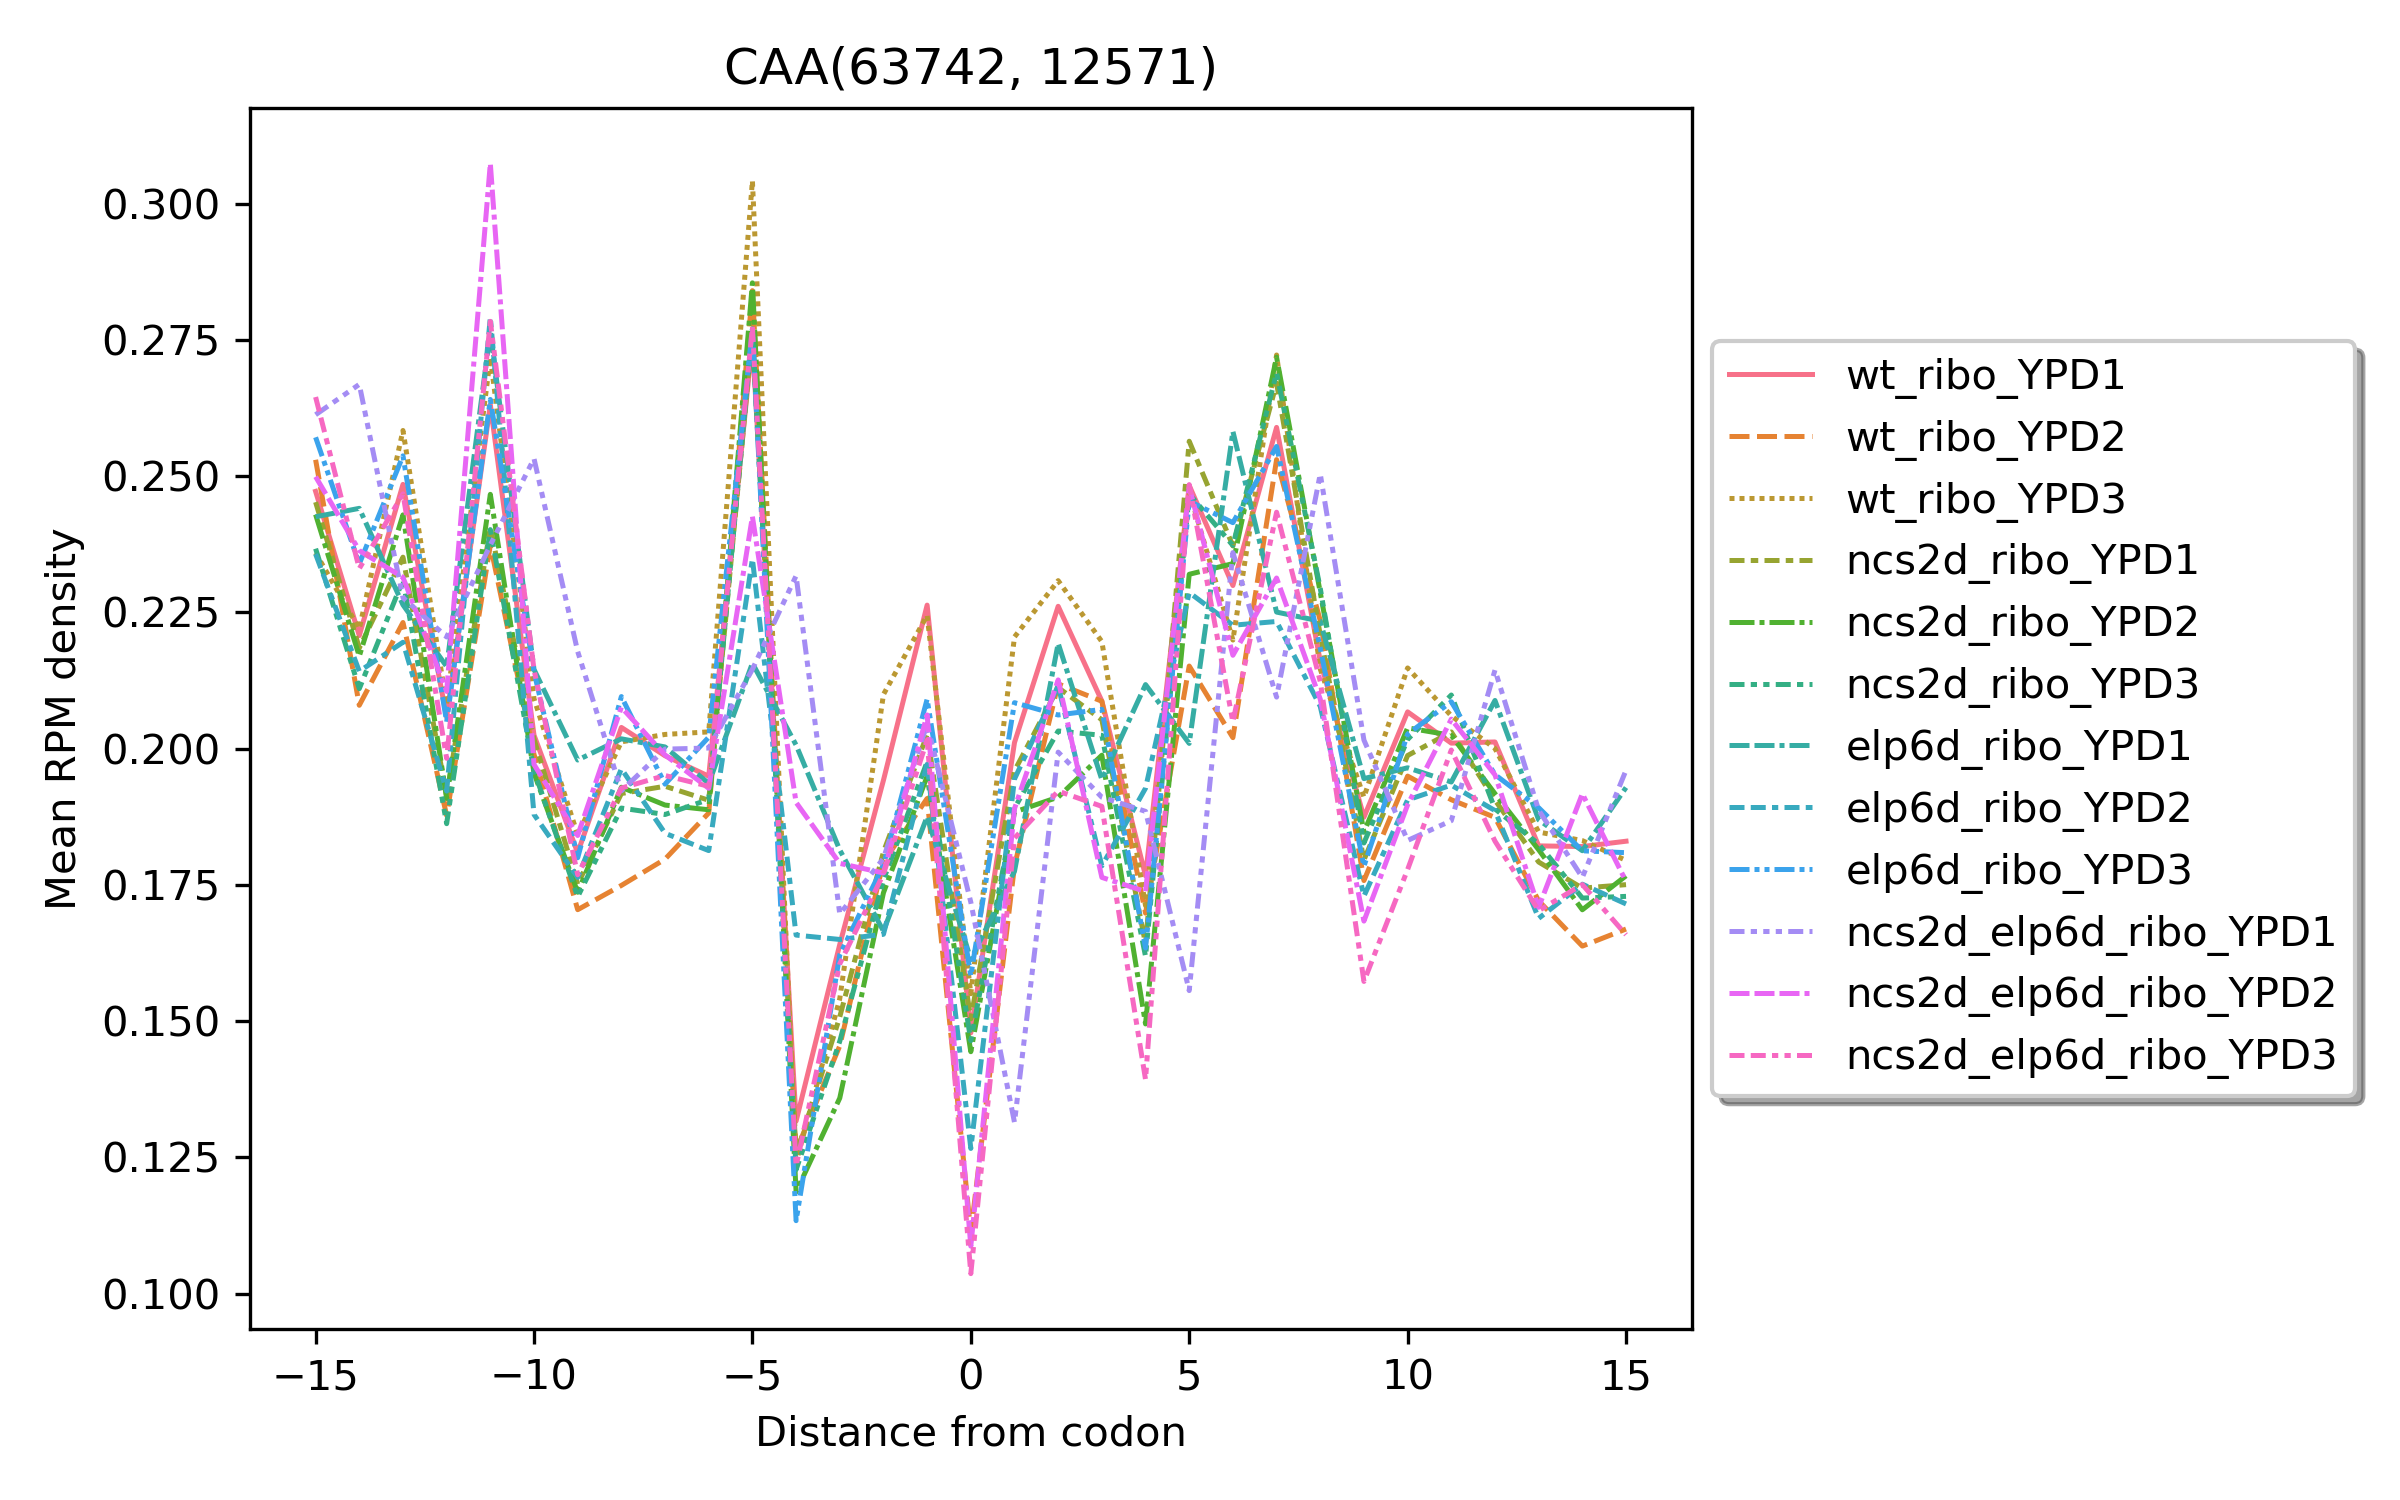 CAA(63742, 12571)
Mean RPM density
0.300
0.275
0.250
0.225
0.200
0.175
0.150
0.125
0.100
−15 −10 −5 0 5 10 15
Distance from codon
wt_ribo_YPD1
wt_ribo_YPD2
wt_ribo_YPD3
ncs2d_ribo_YPD1
ncs2d_ribo_YPD2
ncs2d_ribo_YPD3
elp6d_ribo_YPD1
elp6d_ribo_YPD2
elp6d_ribo_YPD3
ncs2d_elp6d_ribo_YPD1
ncs2d_elp6d_ribo_YPD2
ncs2d_elp6d_ribo_YPD3